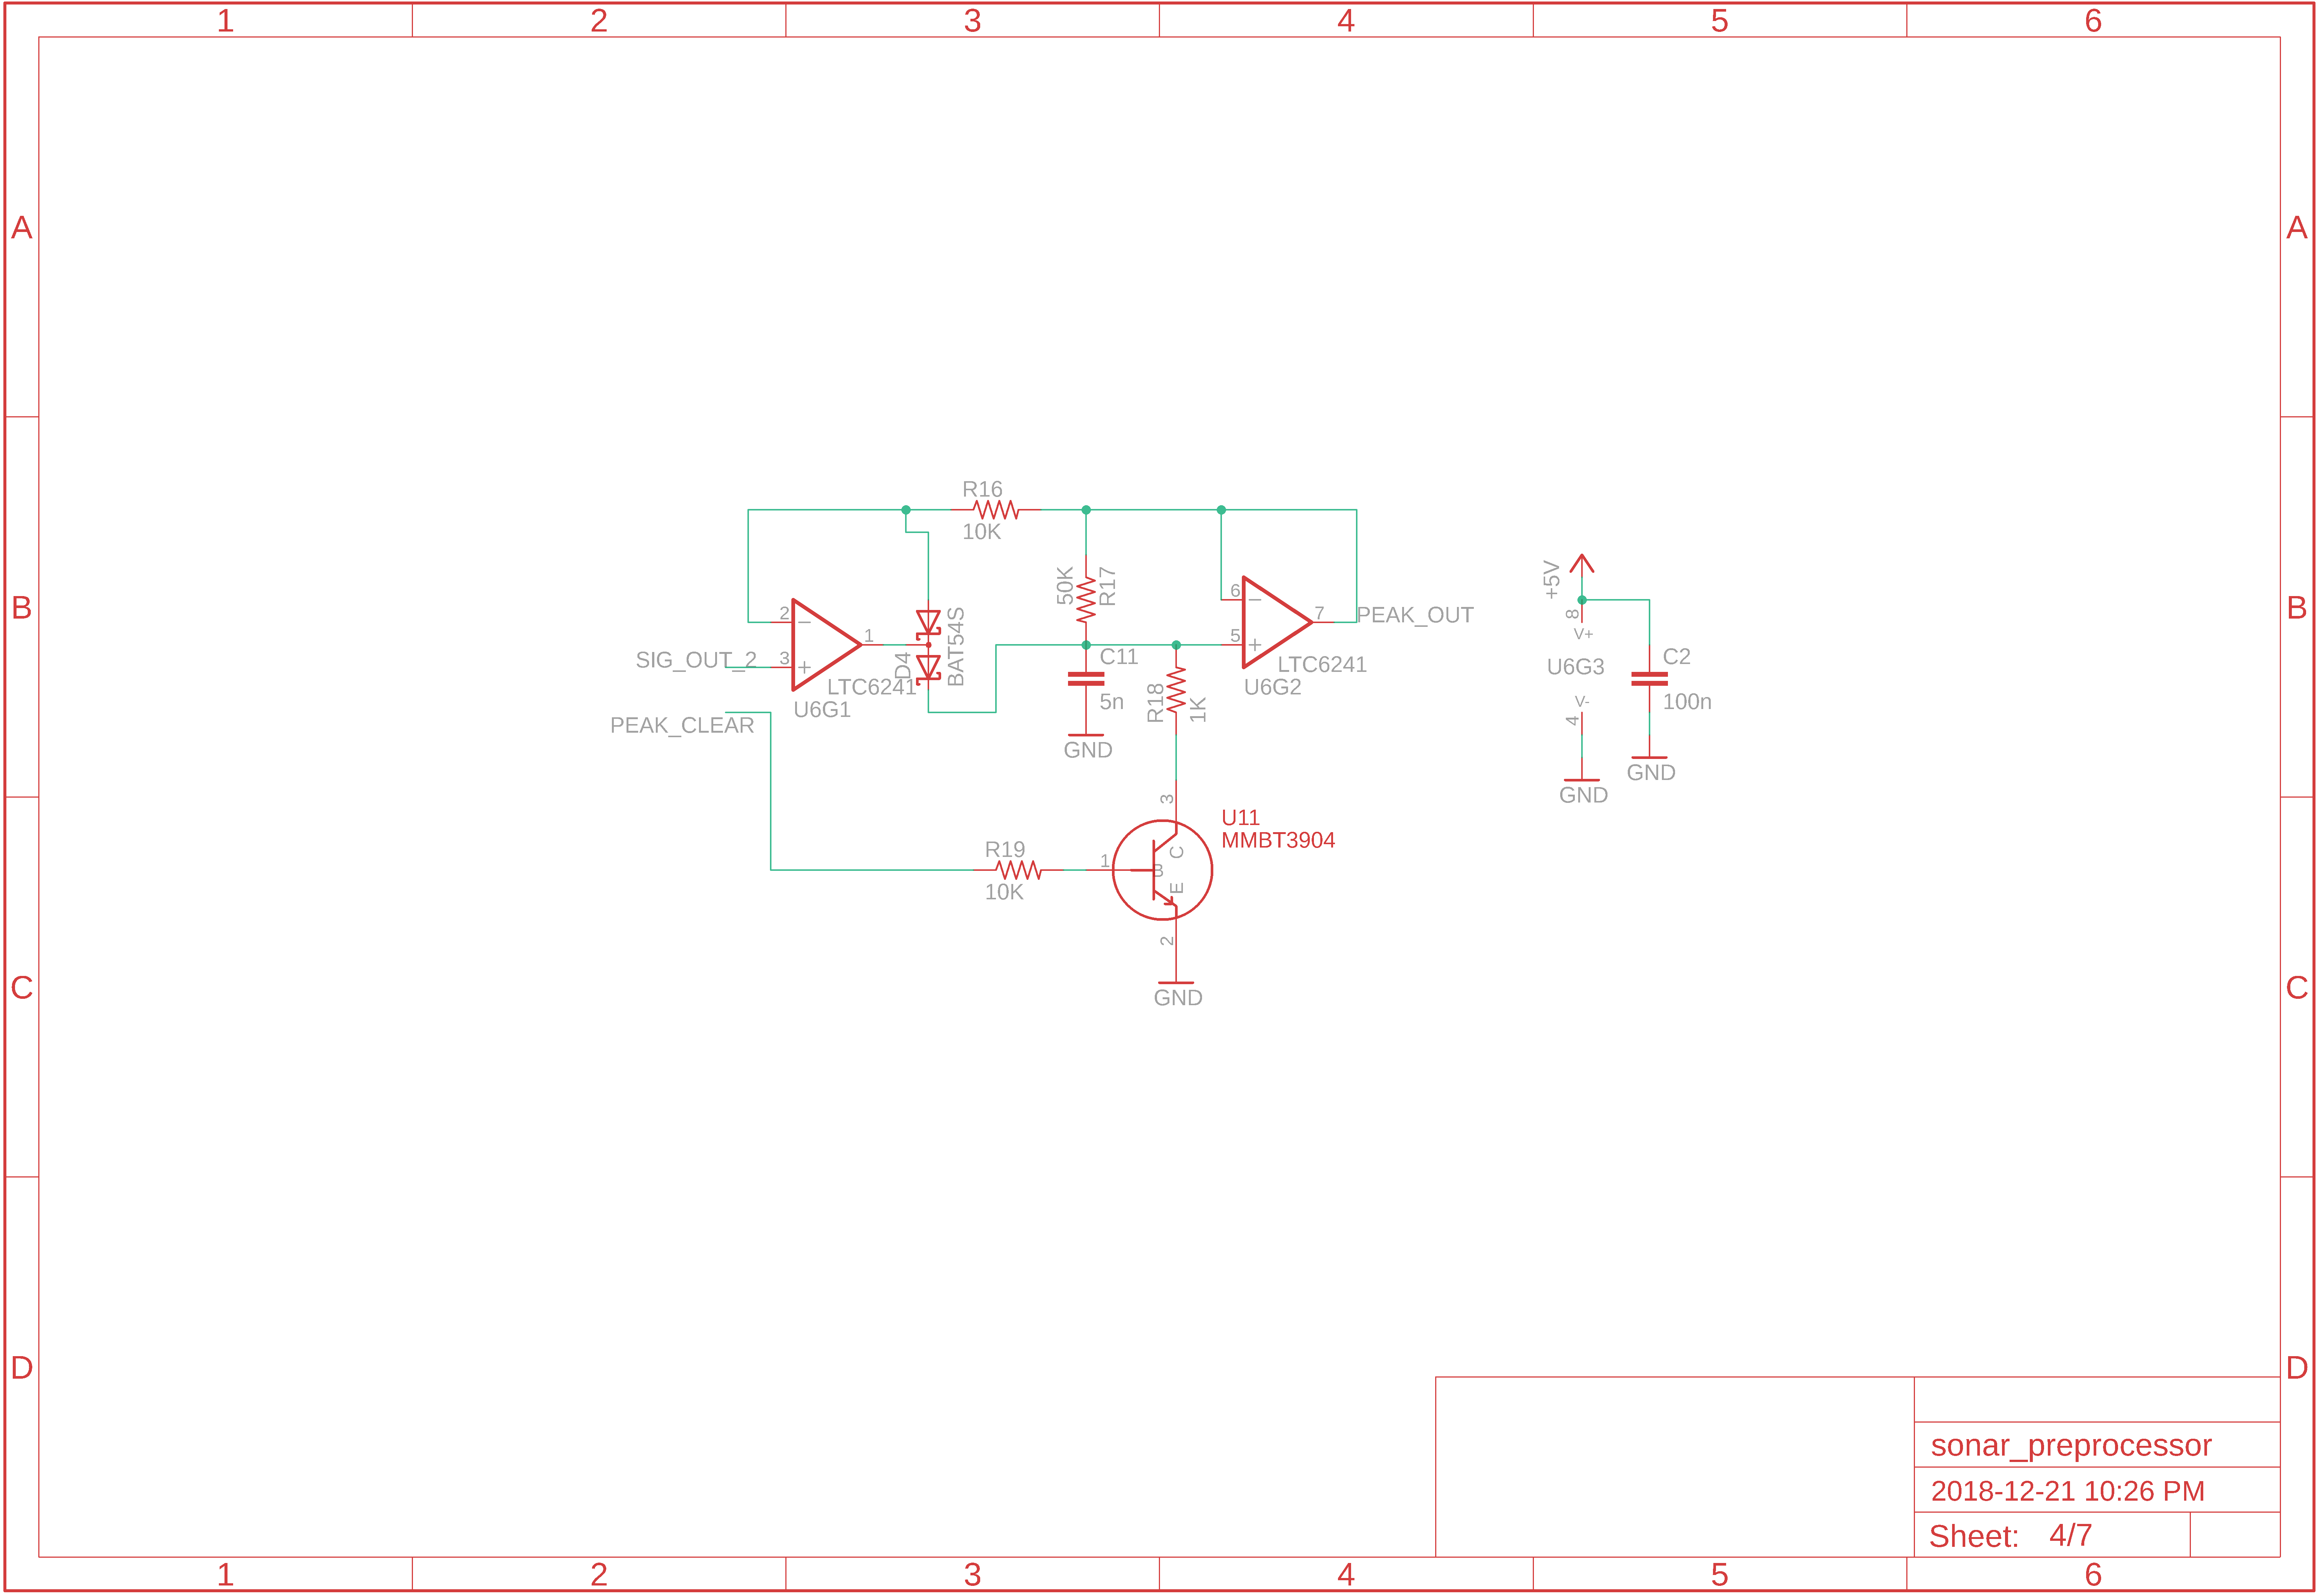 1 2 3 4 5 6
A A
B B
C C
D D
R16
10K
50K
R17
2
3
1
SIG_OUT_2
LTC6241
U6G1
D4
BAT54S
PEAK_CLEAR
C11
5n
GND
R18
1K
6
5
7
PEAK_OUT
LTC6241
U6G2
+5V
8
V+
U6G3
V-
4
GND
C2
100n
GND
R19
10K
1
3
2
B
C
E
U11
MMBT3904
GND
sonar_preprocessor
2018-12-21 10:26 PM
Sheet: 4/7
1 2 3 4 5 6